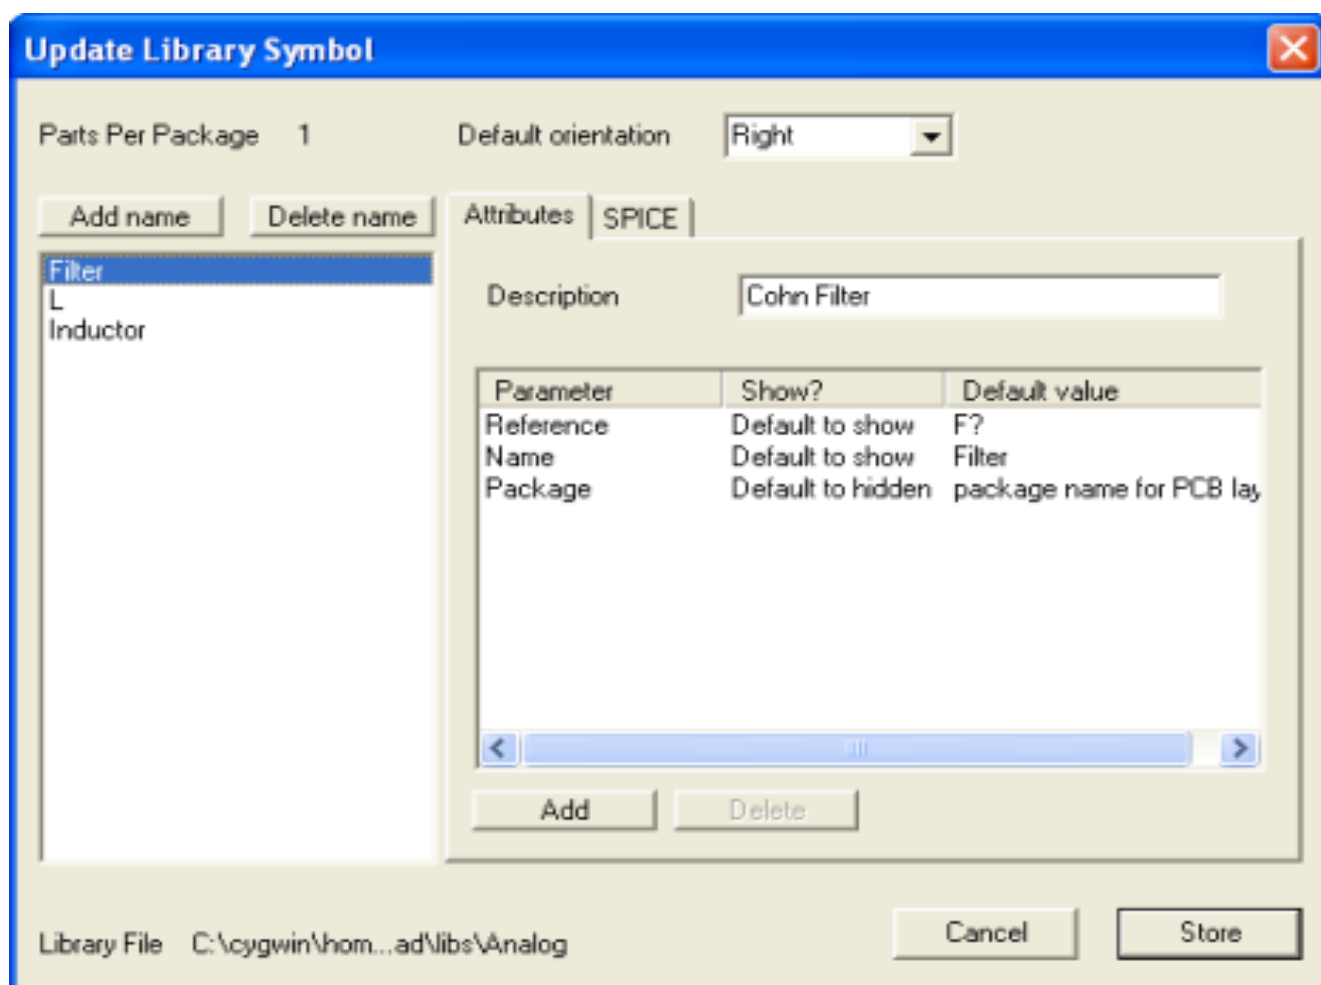 Update Library Symbol
Parts Per Package 1 Default orientation Right
Add name Delete name Attributes SPICE
Filter
L
Inductor
Description Cohn Filter
Parameter Show? Default value
Reference Default to show F?
Name Default to show Filter
Package Default to hidden package name for PCB lay
Add Delete
Library File C:\cygwin\hom...ad\libs\Analog
Cancel Store